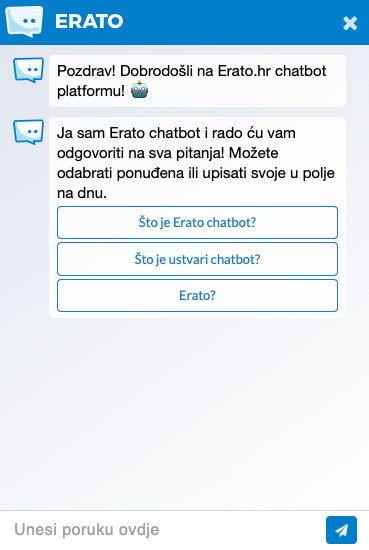 ERATO
Pozdrav! Dobrodošli na Erato.hr chatbot
platformu! 🤖
Ja sam Erato chatbot i rado ću vam
odgovoriti na sva pitanja! Možete
odabrati ponuđena ili upisati svoje u polje
na dnu.
Što je Erato chatbot?
Što je ustvari chatbot?
Erato?
Unesi poruku ovdje